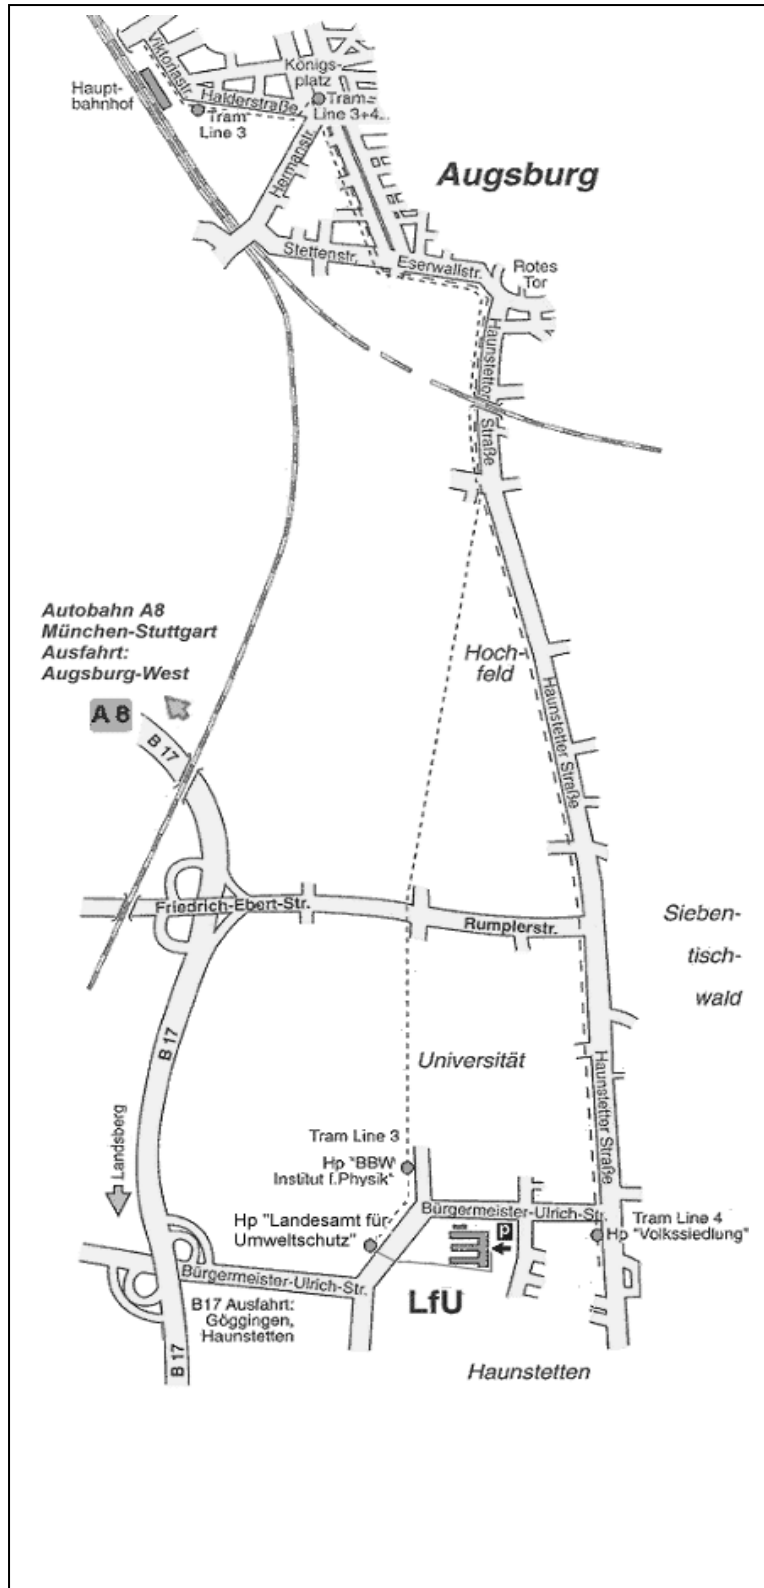 Viktoriastr.
Haupt-
bahnhof
Königs-
platz
Halderstraße
Tram
Line 3
Tram
Line 3+4
Hermanstr.
Augsburg
Stettenstr.
Eserwallstr.
Rotes
Tor
Haunstetter
Straße
Autobahn A8
München-Stuttgart
Ausfahrt:
Augsburg-West
A 8
B 17
Hoch-
feld
Haunstetter Straße
Friedrich-Ebert-Str.
Rumplerstr.
Sieben-
tisch-
wald
B 17
Universität
Haunstetter Straße
Landsberg
Tram Line 3
Hp "BBW
Institut f.Physik"
Bürgermeister-Ulrich-Str.
Hp "Landesamt für
Umweltschutz"
P
Tram Line 4
Hp "Volkssiedlung"
Bürgermeister-Ulrich-Str.
LfU
B17 Ausfahrt:
Göggingen,
Haunstetten
B 17
Haunstetten